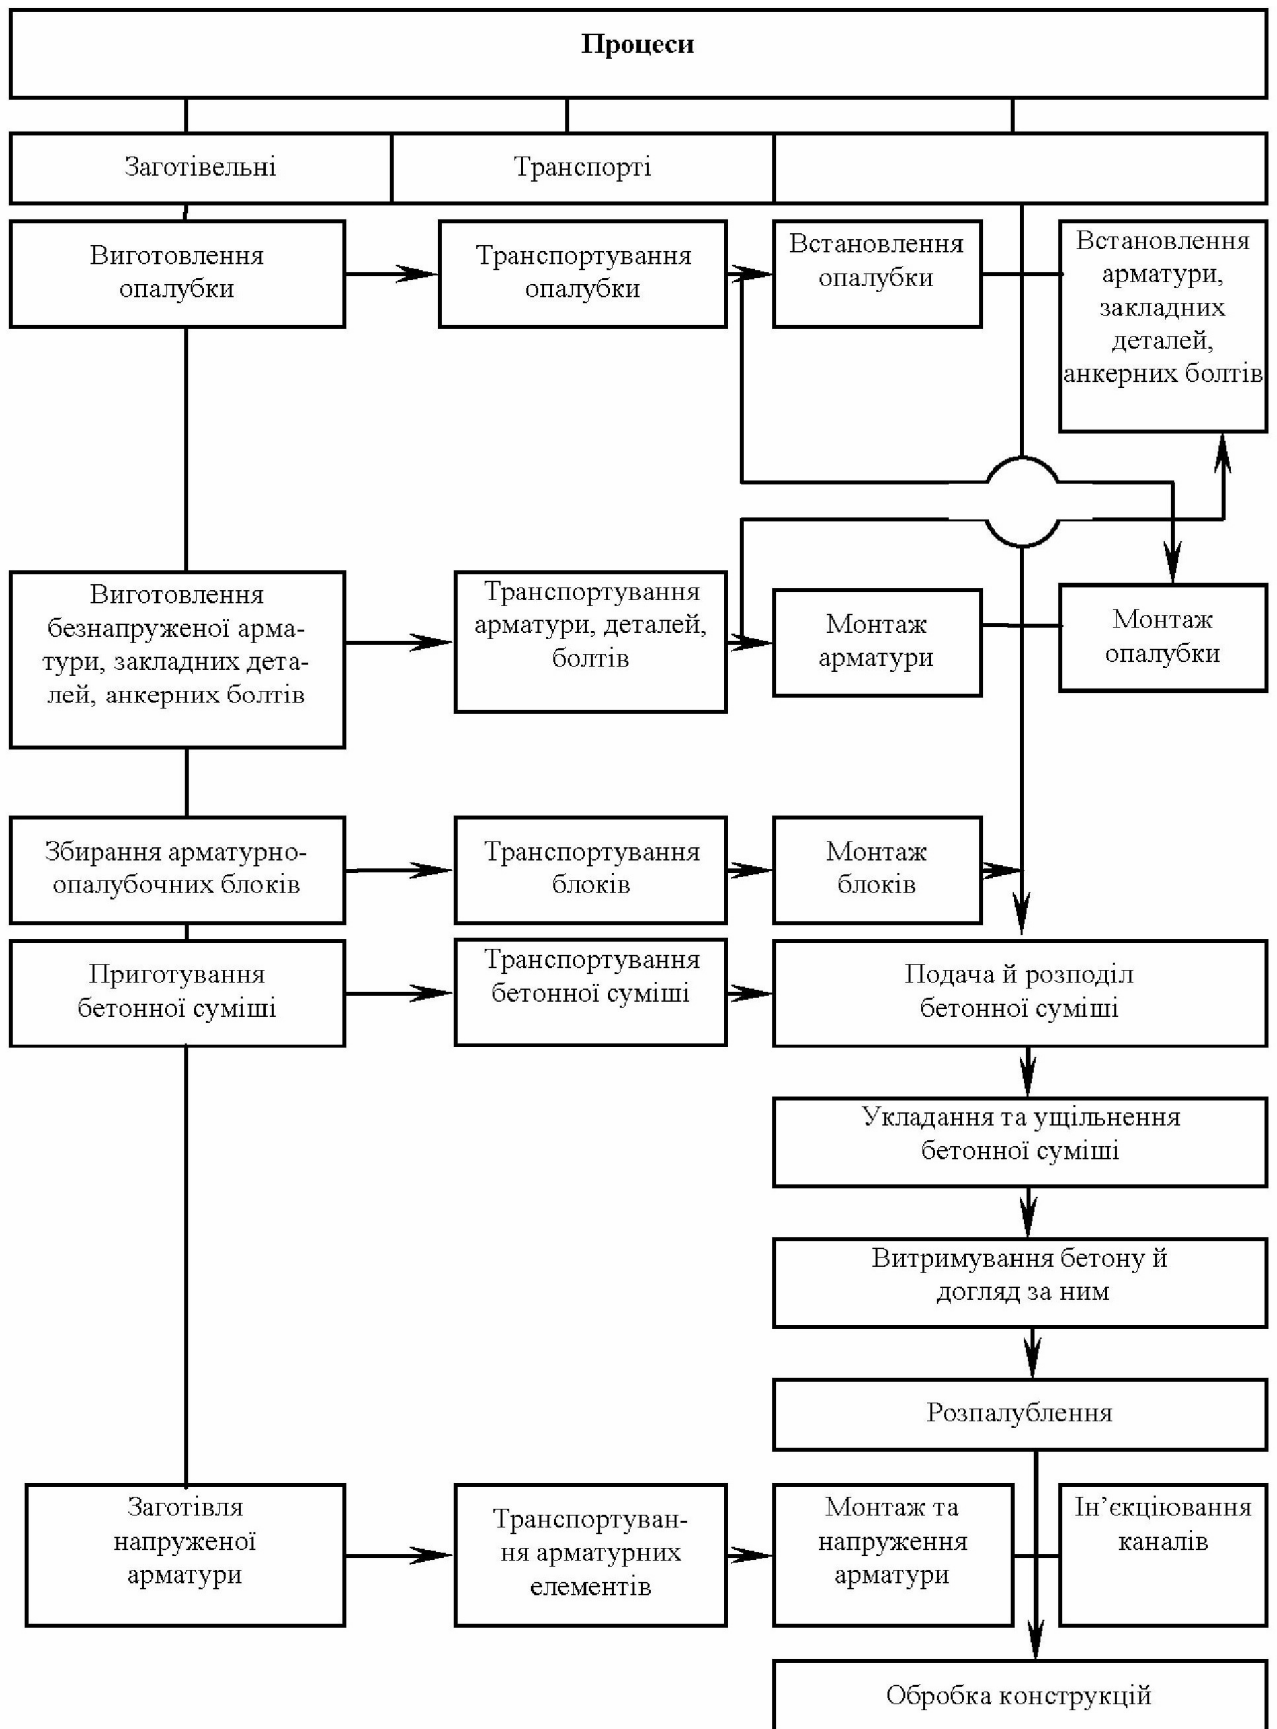 Процеси
Заготівельні
Транспорті
Виготовлення
опалубки
Транспортування
опалубки
Встановлення
опалубки
Встановлення
арматури,
закладних
деталей,
анкерних болтів
Виготовлення
безнапруженої арма-
тури, закладних дета-
лей, анкерних болтів
Транспортування
арматури, деталей,
болтів
Монтаж
арматури
Монтаж
опалубки
Збирання арматурно-
опалубочних блоків
Транспортування
блоків
Монтаж
блоків
Приготування
бетонної суміші
Транспортування
бетонної суміші
Подача й розподіл
бетонної суміші
Укладання та ущільнення
бетонної суміші
Витримування бетону й
догляд за ним
Розпалублення
Заготівля
напруженої
арматури
Транспортуван-
ня арматурних
елементів
Монтаж та
напруження
арматури
Ін’єкціювання
каналів
Обробка конструкцій